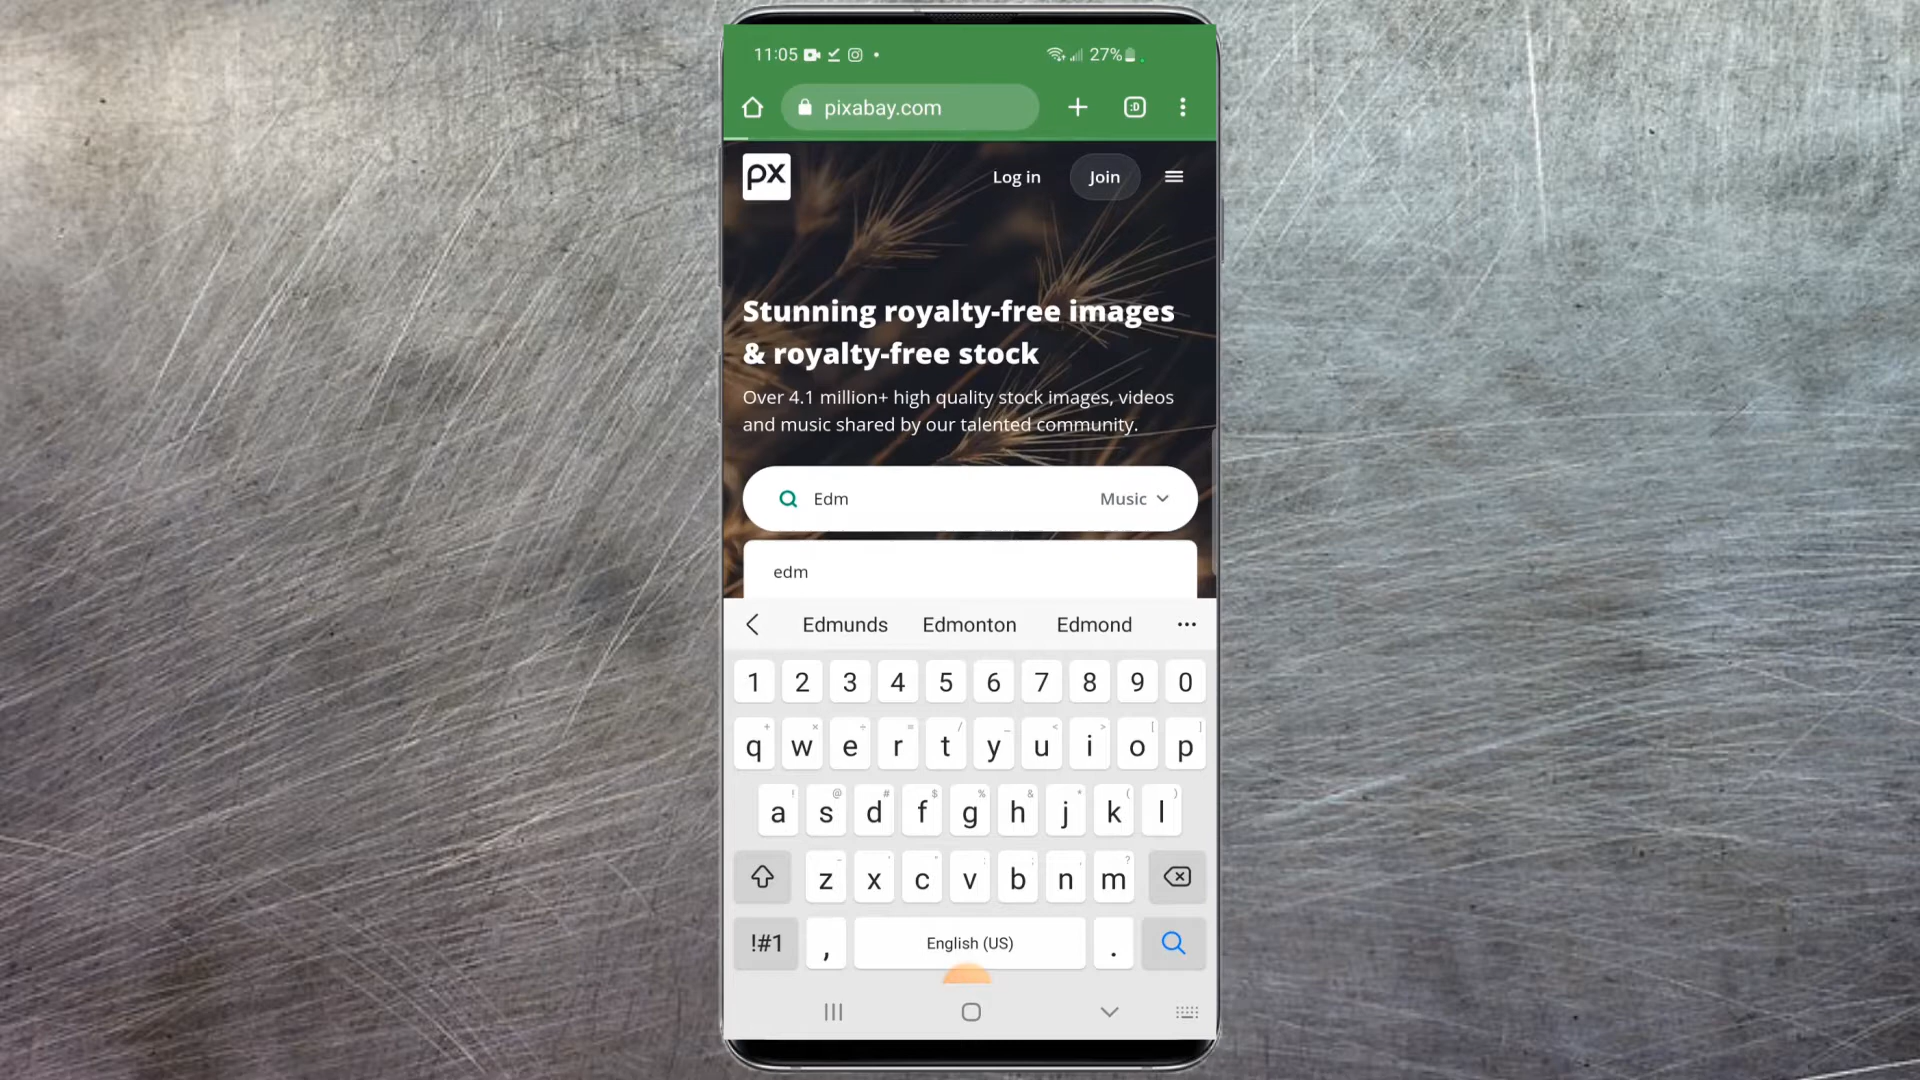 11:05 27%
pixabay.com :D
px Log in Join
Stunning royalty-free images
& royalty-free stock
Over 4.1 million+ high quality stock images, videos
and music shared by our talented community.
Edm Music
edm
Edmunds Edmonton Edmond ...
1 2 3 4 5 6 7 8 9 0
q w e r t y u i o p
a s d f g h j k l
z x c v b n m
!#1 , English (US) .